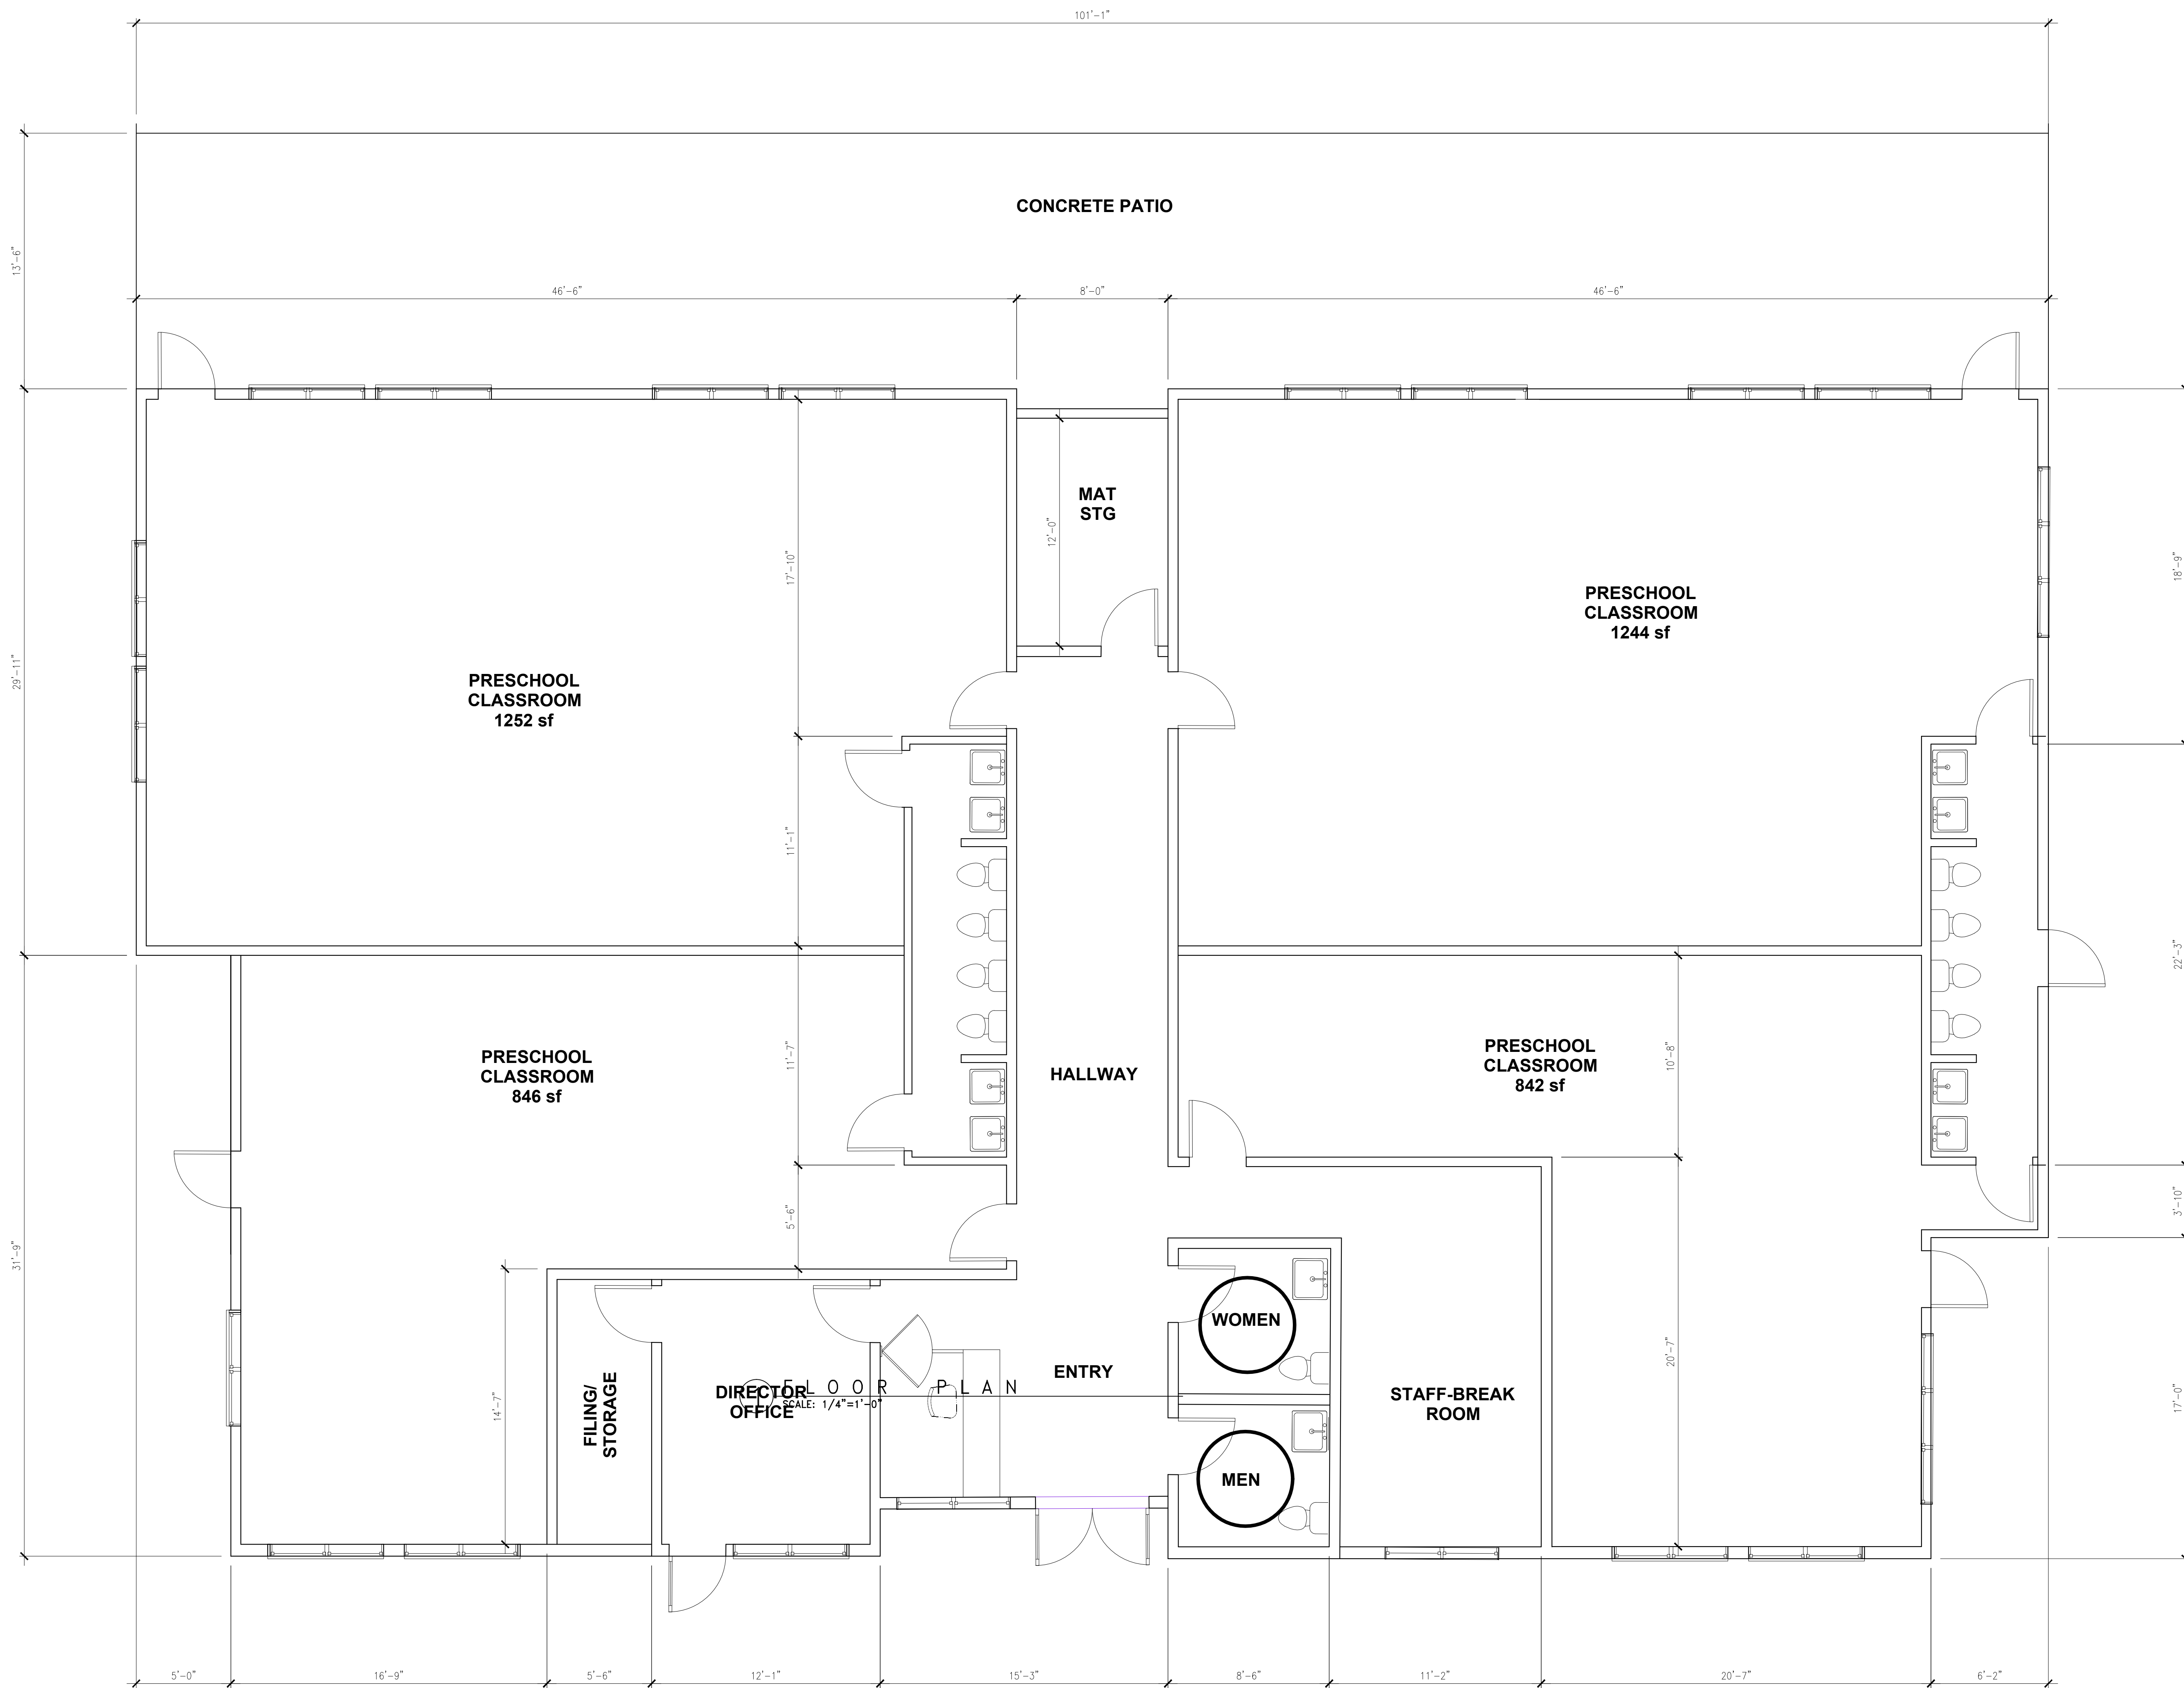 101'-1"
CONCRETE PATIO
13'-6"
46'-6"
8'-0"
46'-6"
MAT
STG
12'-0"
17'-10"
18'-9"
PRESCHOOL
CLASSROOM
1244 sf
29'-11"
PRESCHOOL
CLASSROOM
1252 sf
11'-1"
22'-3"
PRESCHOOL
CLASSROOM
846 sf
11'-7"
HALLWAY
PRESCHOOL
CLASSROOM
842 sf
10'-8"
5'-6"
3'-10"
31'-9"
WOMEN
20'-7"
ENTRY
14'-7"
FILING/
STORAGE
DIRECTOR
OFFICE
1
FLOOR PLAN
SCALE: 1/4"=1'-0"
STAFF-BREAK
ROOM
17'-0"
MEN
5'-0"
16'-9"
5'-6"
12'-1"
15'-3"
8'-6"
11'-2"
20'-7"
6'-2"